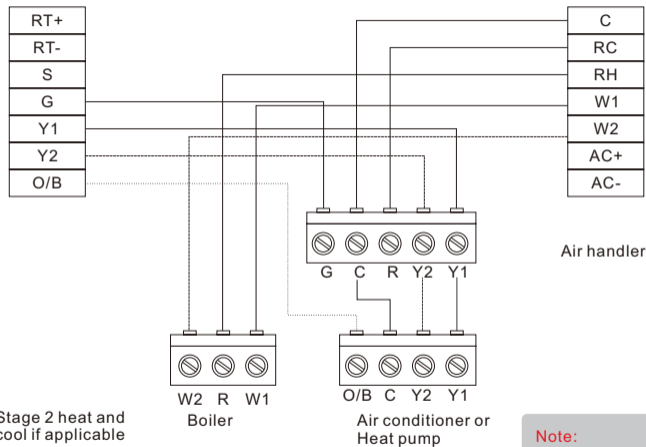 RT+
RT-
S
G
Y1
Y2
O/B
C
RC
RH
W1
W2
AC+
AC-
G C R Y2 Y1
Air handler
W2 R W1
Boiler
O/B C Y2 Y1
Air conditioner or
Heat pump
Stage 2 heat and
cool if applicable
Note: